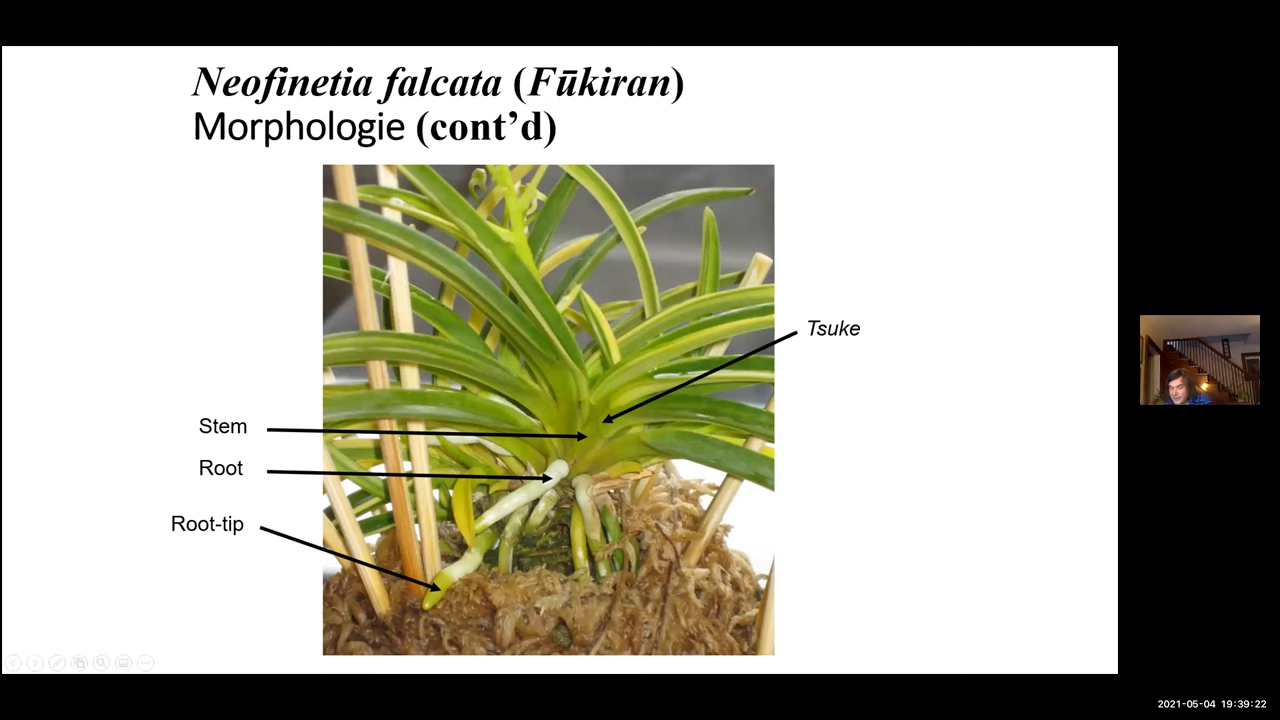 Neofinetia falcata (Fūkiran)
Morphologie (cont’d)
Tsuke
Stem
Root
Root-tip
2021-05-04 19:39:22